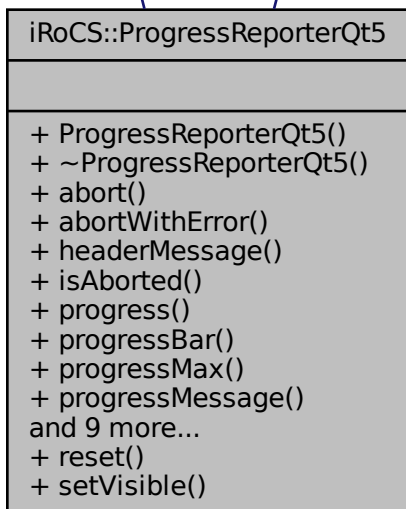 iRoCS::ProgressReporterQt5
+ ProgressReporterQt5()
+ ~ProgressReporterQt5()
+ abort()
+ abortWithError()
+ headerMessage()
+ isAborted()
+ progress()
+ progressBar()
+ progressMax()
+ progressMessage()
and 9 more...
+ reset()
+ setVisible()